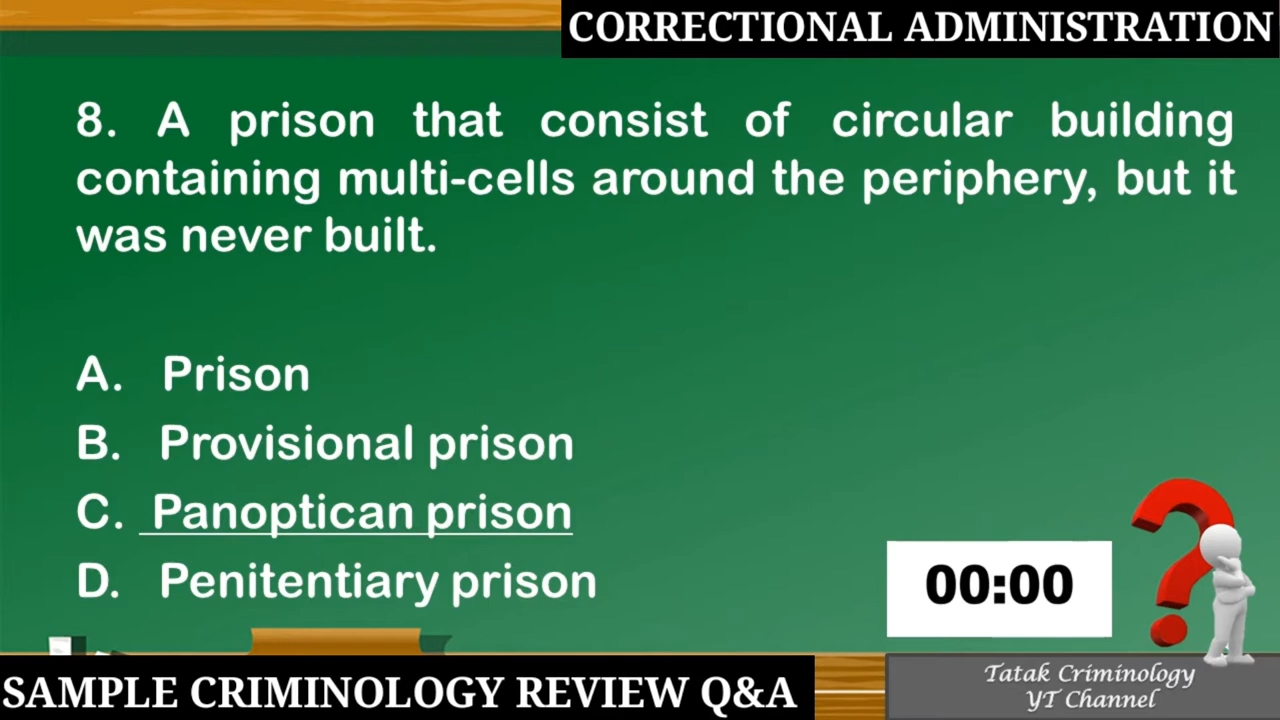 CORRECTIONAL ADMINISTRATION
8. A prison that consist of circular building
containing multi-cells around the periphery, but it
was never built.
A. Prison
B. Provisional prison
C. Panoptican prison
D. Penitentiary prison
00:00
SAMPLE CRIMINOLOGY REVIEW Q&A
Tatak Criminology
YT Channel